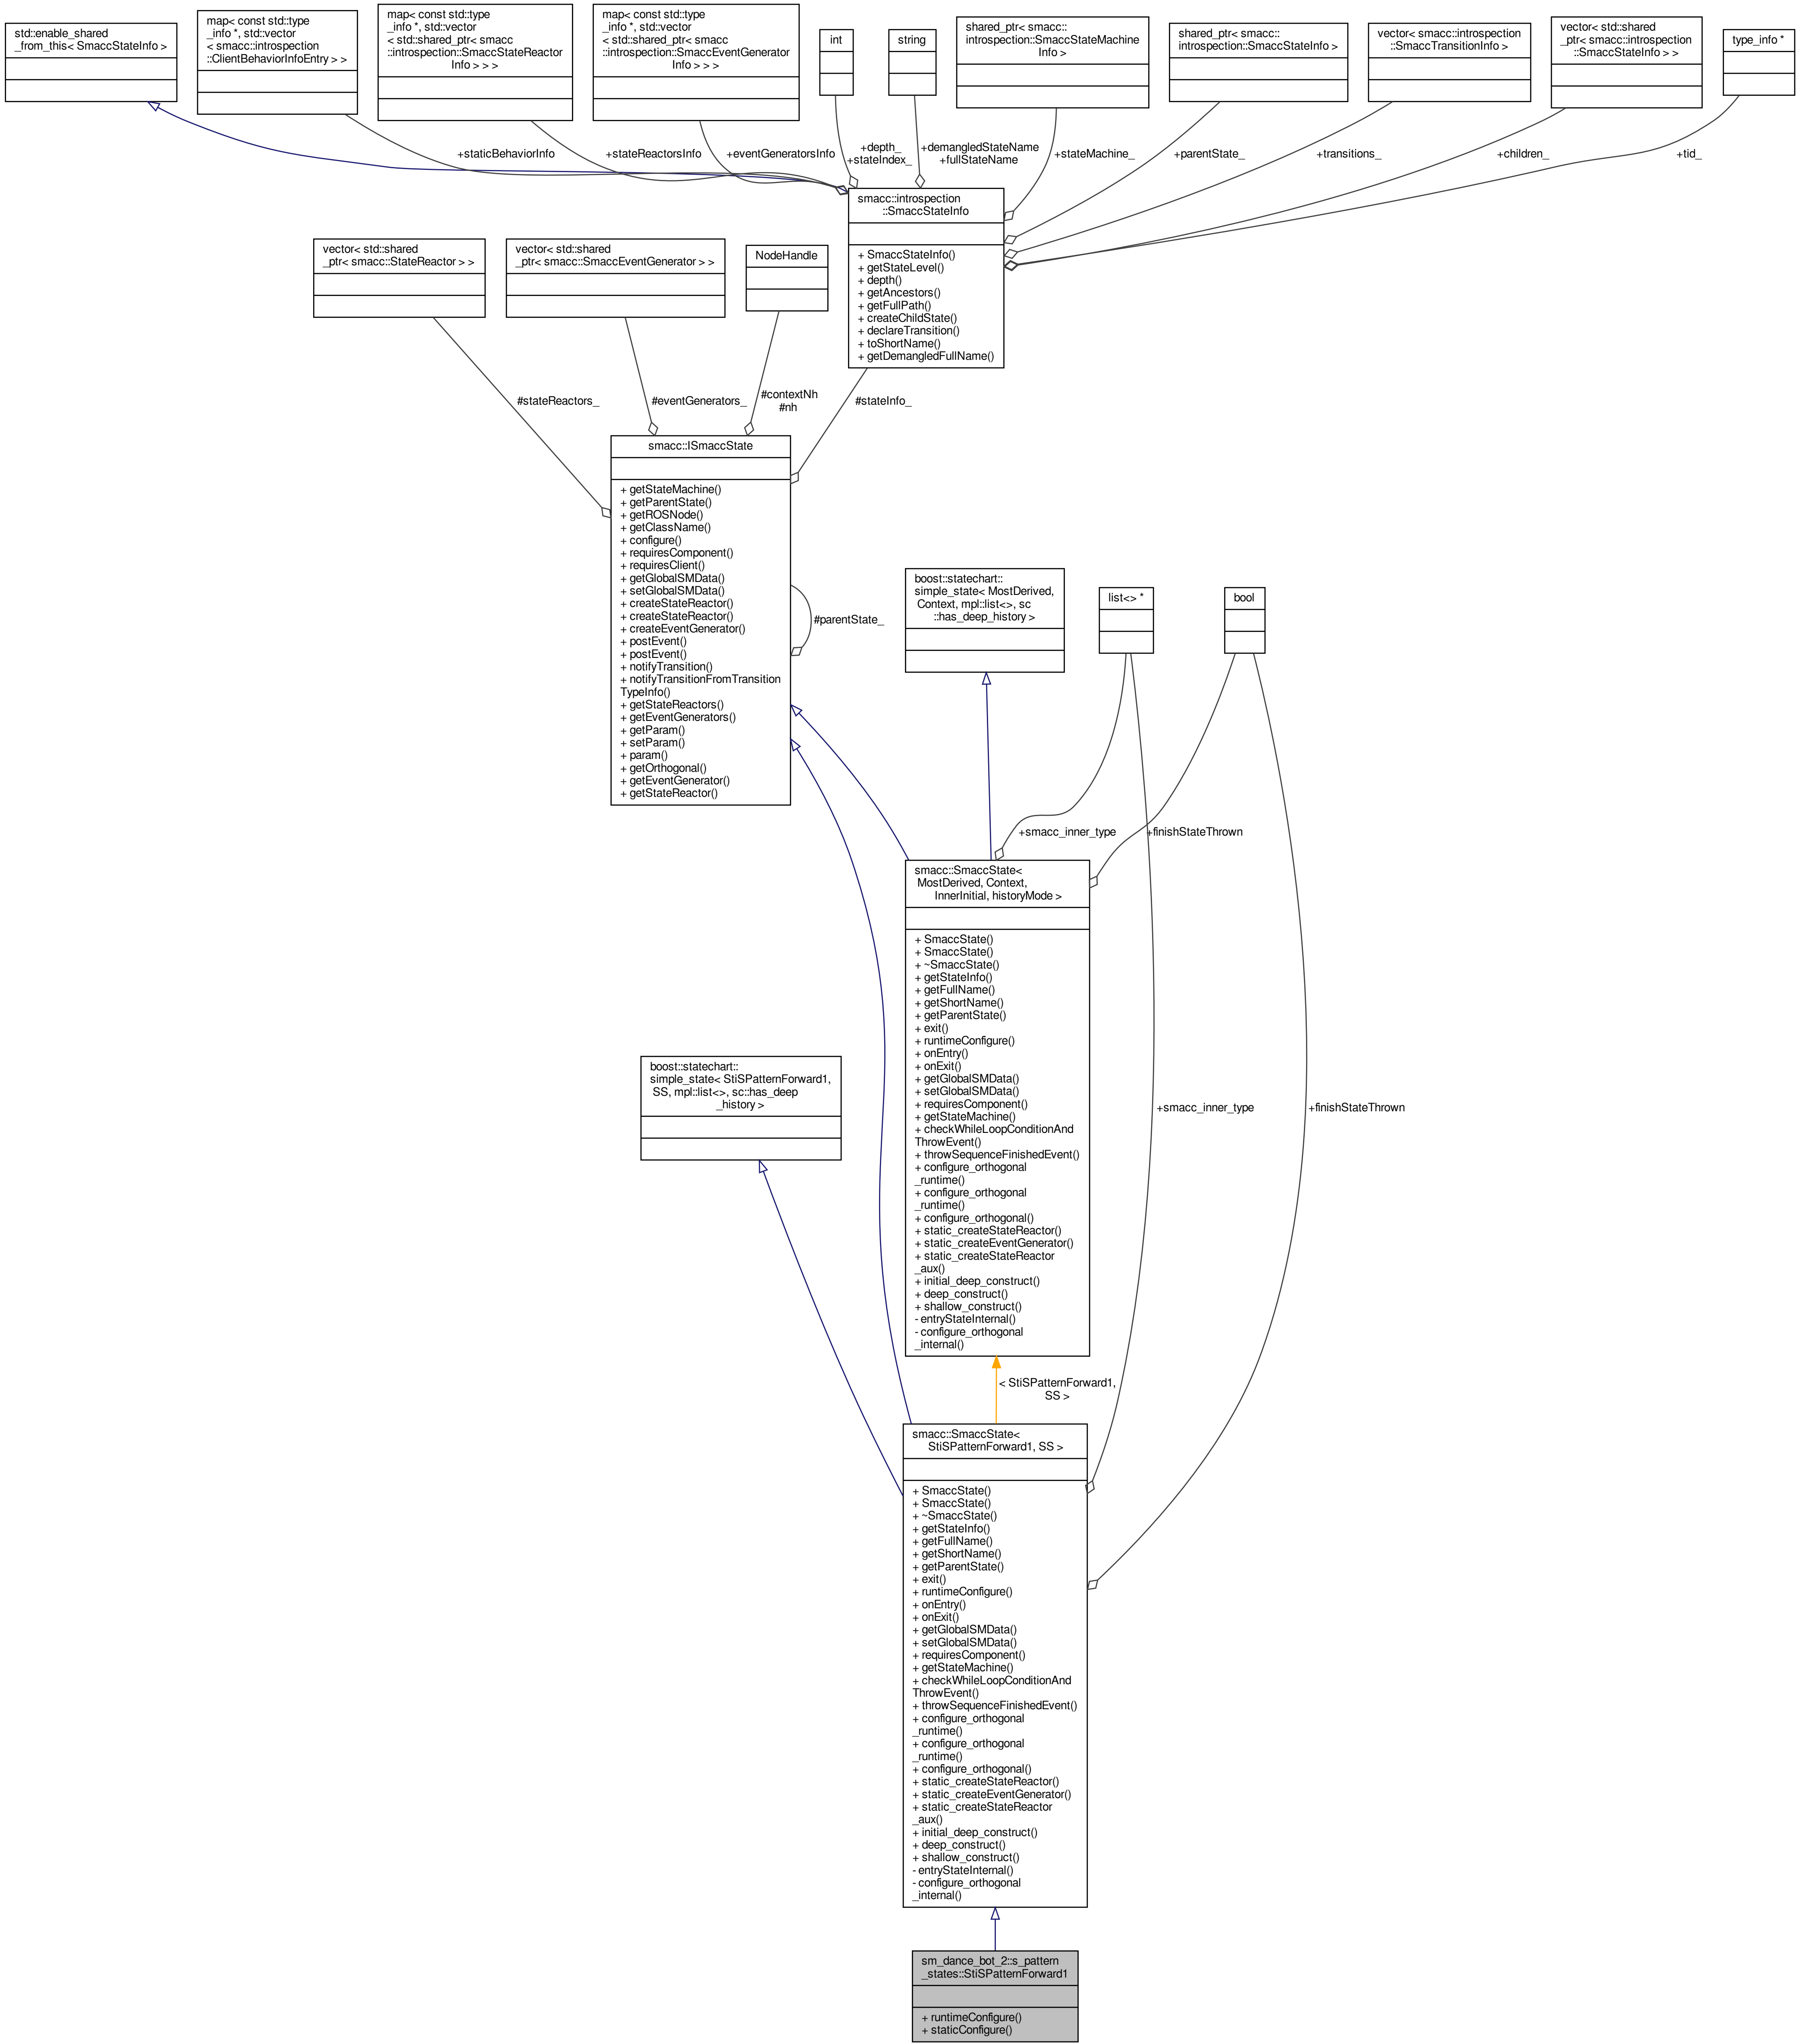 std::enable_shared
_from_this< SmaccStateInfo >
map< const std::type
_info *, std::vector
< smacc::introspection
::ClientBehaviorInfoEntry > >
map< const std::type
_info *, std::vector
< std::shared_ptr< smacc
::introspection::SmaccStateReactor
Info > > >
map< const std::type
_info *, std::vector
< std::shared_ptr< smacc
::introspection::SmaccEventGenerator
Info > > >
int
string
shared_ptr< smacc::
introspection::SmaccStateMachine
Info >
shared_ptr< smacc::
introspection::SmaccStateInfo >
vector< smacc::introspection
::SmaccTransitionInfo >
vector< std::shared
_ptr< smacc::introspection
::SmaccStateInfo > >
type_info *
+staticBehaviorInfo
+stateReactorsInfo
+eventGeneratorsInfo
+depth_
+stateIndex_
+demangledStateName
+fullStateName
+stateMachine_
+parentState_
+transitions_
+children_
+tid_
smacc::introspection
::SmaccStateInfo
+ SmaccStateInfo()
+ getStateLevel()
+ depth()
+ getAncestors()
+ getFullPath()
+ createChildState()
+ declareTransition()
+ toShortName()
+ getDemangledFullName()
vector< std::shared
_ptr< smacc::StateReactor > >
vector< std::shared
_ptr< smacc::SmaccEventGenerator > >
NodeHandle
#stateReactors_
#eventGenerators_
#contextNh
#nh
#stateInfo_
smacc::ISmaccState
+ getStateMachine()
+ getParentState()
+ getROSNode()
+ getClassName()
+ configure()
+ requiresComponent()
+ requiresClient()
+ getGlobalSMData()
+ setGlobalSMData()
+ createStateReactor()
+ createStateReactor()
+ createEventGenerator()
+ postEvent()
+ postEvent()
+ notifyTransition()
+ notifyTransitionFromTransition
TypeInfo()
+ getStateReactors()
+ getEventGenerators()
+ getParam()
+ setParam()
+ param()
+ getOrthogonal()
+ getEventGenerator()
+ getStateReactor()
#parentState_
boost::statechart::
simple_state< MostDerived,
Context, mpl::list<>, sc
::has_deep_history >
list<> *
bool
+smacc_inner_type
+finishStateThrown
smacc::SmaccState<
MostDerived, Context,
InnerInitial, historyMode >
+ SmaccState()
+ SmaccState()
+ ~SmaccState()
+ getStateInfo()
+ getFullName()
+ getShortName()
+ getParentState()
+ exit()
+ runtimeConfigure()
+ onEntry()
+ onExit()
+ getGlobalSMData()
+ setGlobalSMData()
+ requiresComponent()
+ getStateMachine()
+ checkWhileLoopConditionAnd
ThrowEvent()
+ throwSequenceFinishedEvent()
+ configure_orthogonal
_runtime()
+ configure_orthogonal
_runtime()
+ configure_orthogonal()
+ static_createStateReactor()
+ static_createEventGenerator()
+ static_createStateReactor
_aux()
+ initial_deep_construct()
+ deep_construct()
+ shallow_construct()
- entryStateInternal()
- configure_orthogonal
_internal()
boost::statechart::
simple_state< StiSPatternForward1,
SS, mpl::list<>, sc::has_deep
_history >
+smacc_inner_type
+finishStateThrown
< StiSPatternForward1,
SS >
smacc::SmaccState<
StiSPatternForward1, SS >
+ SmaccState()
+ SmaccState()
+ ~SmaccState()
+ getStateInfo()
+ getFullName()
+ getShortName()
+ getParentState()
+ exit()
+ runtimeConfigure()
+ onEntry()
+ onExit()
+ getGlobalSMData()
+ setGlobalSMData()
+ requiresComponent()
+ getStateMachine()
+ checkWhileLoopConditionAnd
ThrowEvent()
+ throwSequenceFinishedEvent()
+ configure_orthogonal
_runtime()
+ configure_orthogonal
_runtime()
+ configure_orthogonal()
+ static_createStateReactor()
+ static_createEventGenerator()
+ static_createStateReactor
_aux()
+ initial_deep_construct()
+ deep_construct()
+ shallow_construct()
- entryStateInternal()
- configure_orthogonal
_internal()
sm_dance_bot_2::s_pattern
_states::StiSPatternForward1
+ runtimeConfigure()
+ staticConfigure()